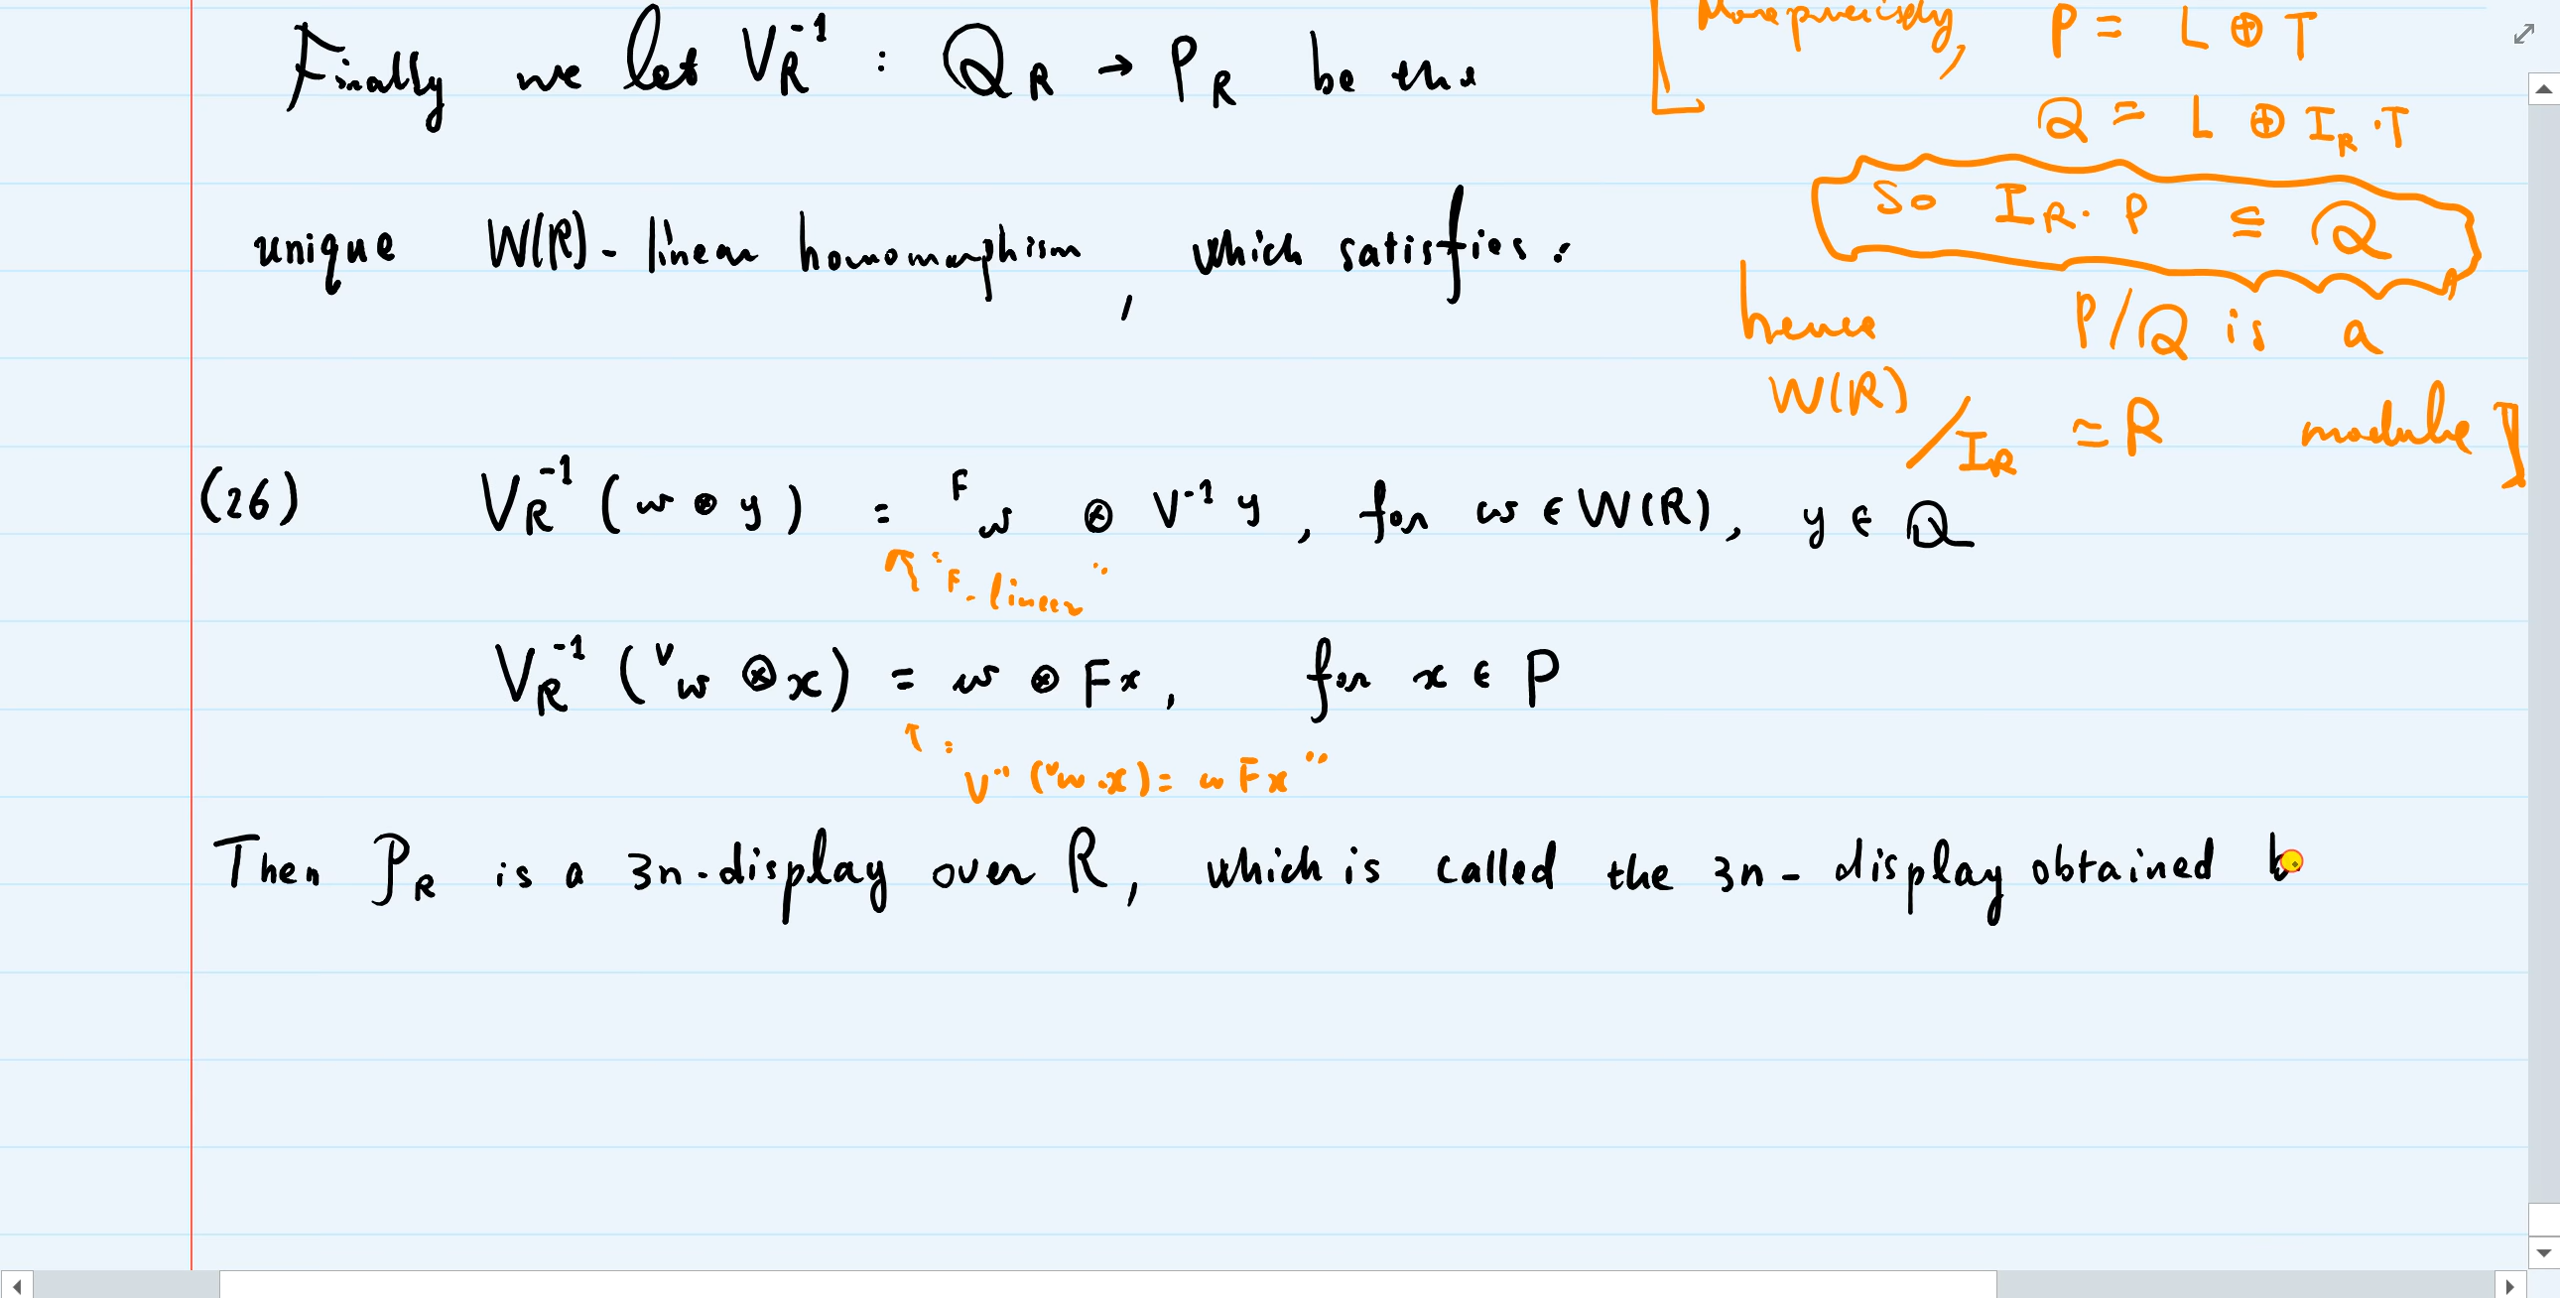 Finally we let V_R^{-1} : Q_R → P_R be the
unique W(R)-linear homomorphism, which satisfies:
(26) V_R^{-1} (w ⊗ y) = ^F w ⊗ V^{-1} y, for w ∈ W(R), y ∈ Q
"F-linear"
V_R^{-1} (^V w ⊗ x) = w ⊗ F x, for x ∈ P
"V^{-1} (^V w · x) = w F x"
Then P_R is a 3n-display over R, which is called the 3n-display obtained b
[ More precisely, P = L ⊕ T
Q = L ⊕ I_R · T
So I_R · P ⊆ Q
hence P/Q is a
W(R)/I_R ≃ R module ]